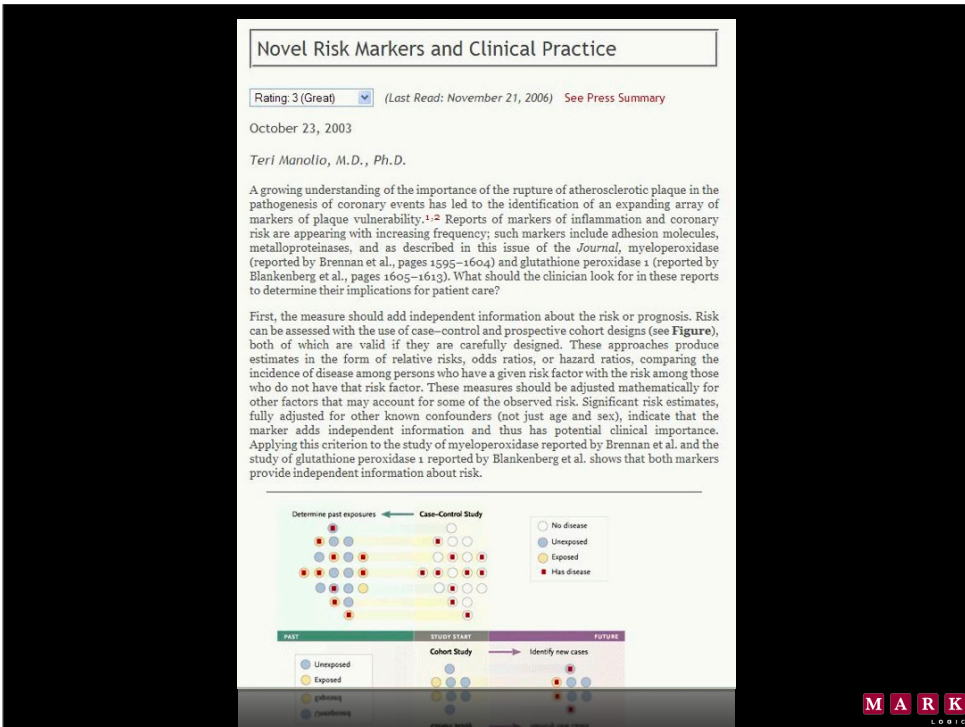 Novel Risk Markers and Clinical Practice
Rating: 3 (Great) (Last Read: November 21, 2006) See Press Summary
October 23, 2003
Teri Manolio, M.D., Ph.D.
A growing understanding of the importance of the rupture of atherosclerotic plaque in the
pathogenesis of coronary events has led to the identification of an expanding array of
markers of plaque vulnerability.1,2 Reports of markers of inflammation and coronary
risk are appearing with increasing frequency; such markers include adhesion molecules,
metalloproteinases, and as described in this issue of the Journal, myeloperoxidase
(reported by Brennan et al., pages 1595–1604) and glutathione peroxidase 1 (reported by
Blankenberg et al., pages 1605–1613). What should the clinician look for in these reports
to determine their implications for patient care?
First, the measure should add independent information about the risk or prognosis. Risk
can be assessed with the use of case–control and prospective cohort designs (see Figure),
both of which are valid if they are carefully designed. These approaches produce
estimates in the form of relative risks, odds ratios, or hazard ratios, comparing the
incidence of disease among persons who have a given risk factor with the risk among those
who do not have that risk factor. These measures should be adjusted mathematically for
other factors that may account for some of the observed risk. Significant risk estimates,
fully adjusted for other known confounders (not just age and sex), indicate that the
marker adds independent information and thus has potential clinical importance.
Applying this criterion to the study of myeloperoxidase reported by Brennan et al. and the
study of glutathione peroxidase 1 reported by Blankenberg et al. shows that both markers
provide independent information about risk.
Determine past exposures Case–Control Study
No disease
Unexposed
Exposed
Has disease
PAST STUDY START FUTURE
Cohort Study Identify new cases
Unexposed
Exposed
MARK
LOGIC